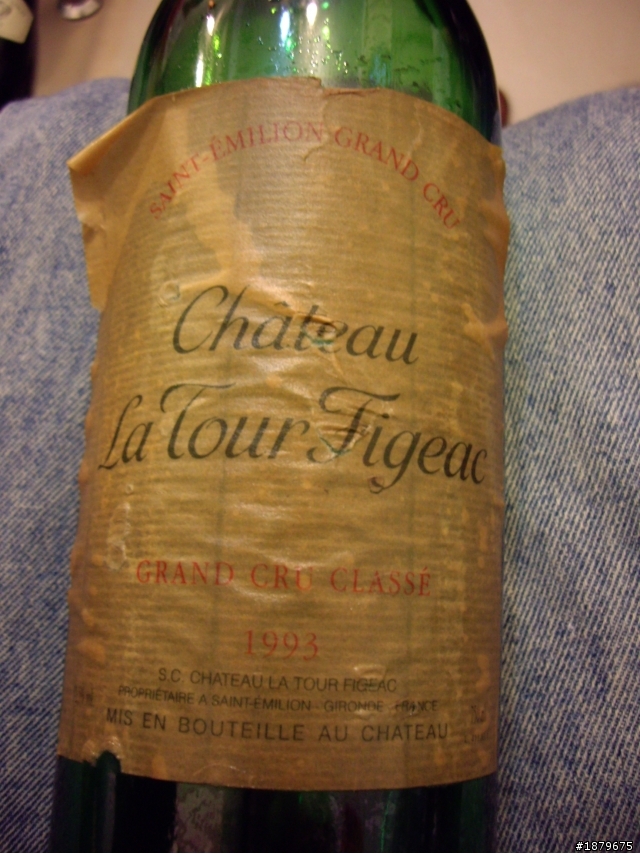 SAINT-ÉMILION GRAND CRU
Château
La Tour Figeac
GRAND CRU CLASSÉ
1993
S.C. CHATEAU LA TOUR FIGEAC
PROPRIÉTAIRE A SAINT-EMILION - GIRONDE - FRANCE
MIS EN BOUTEILLE AU CHATEAU
#1879675